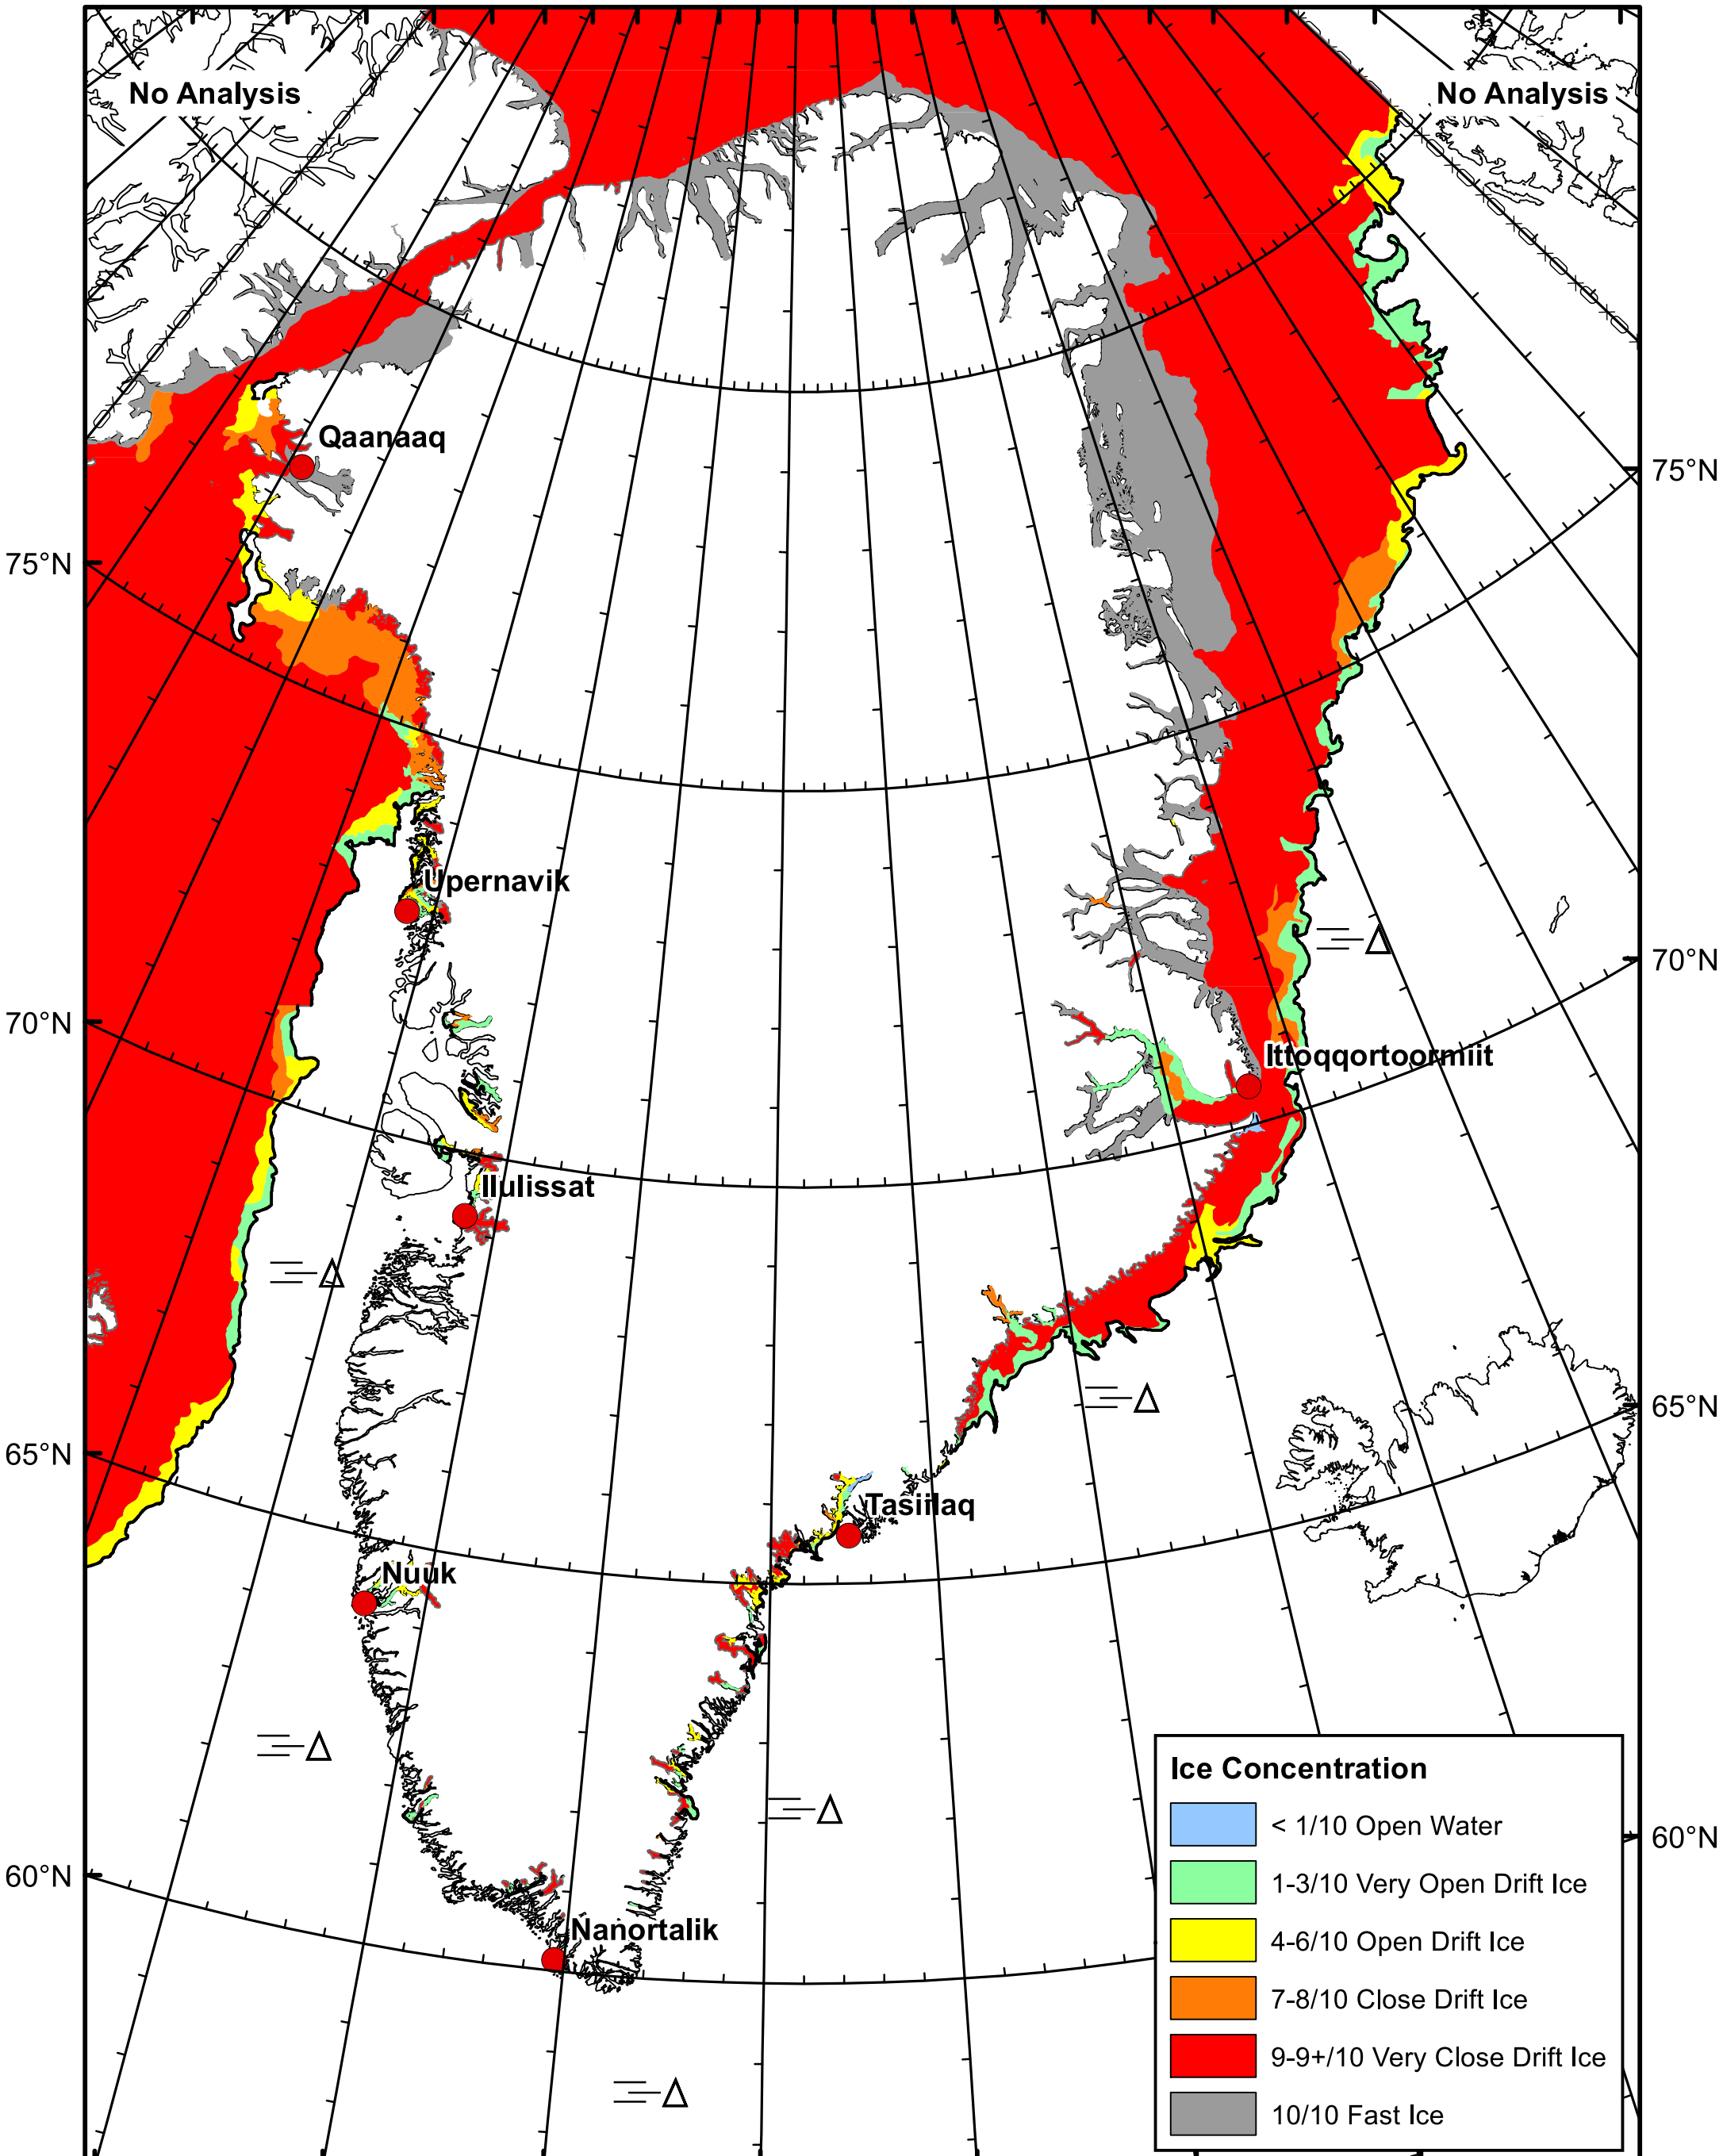 No Analysis
No Analysis
Qaanaaq
75°N
75°N
Upernavik
70°N
70°N
Ittoqqortoormiit
Ilulissat
65°N
65°N
Tasiilaq
Nuuk
60°N
60°N
Nanortalik
Ice Concentration
< 1/10 Open Water
1-3/10 Very Open Drift Ice
4-6/10 Open Drift Ice
7-8/10 Close Drift Ice
9-9+/10 Very Close Drift Ice
10/10 Fast Ice